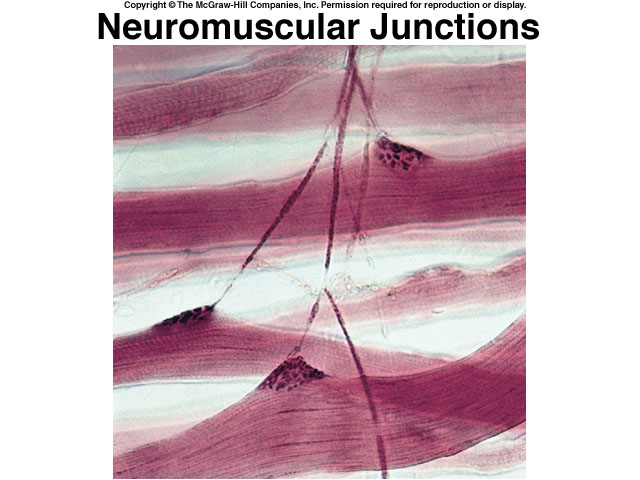 Copyright © The McGraw-Hill Companies, Inc. Permission required for reproduction or display.
Neuromuscular Junctions